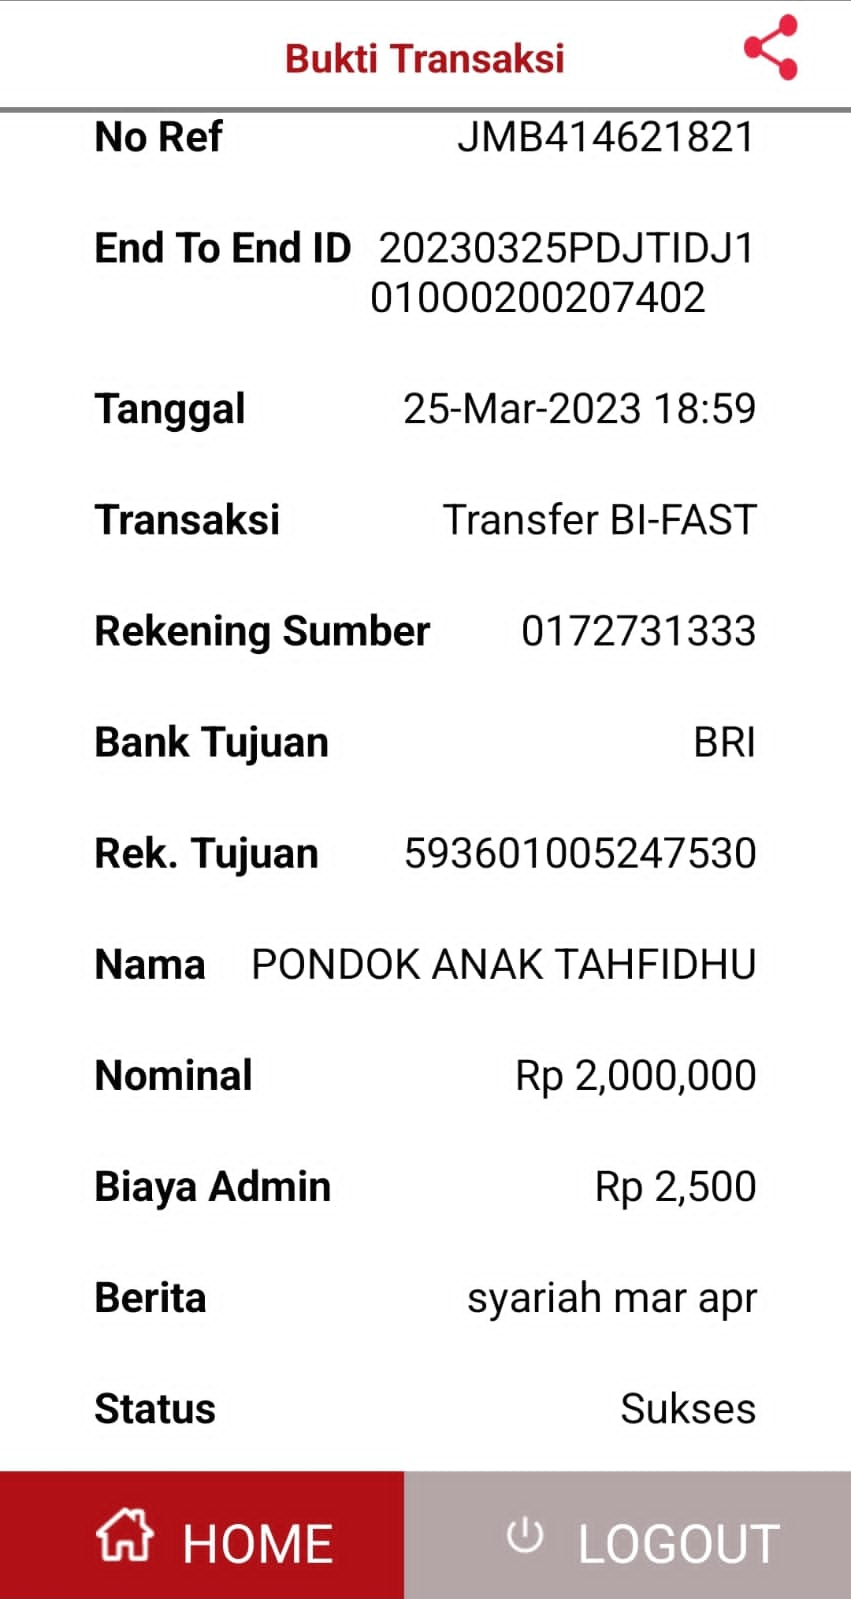 Bukti Transaksi
No Ref JMB414621821
End To End ID 20230325PDJTIDJ1
010O0200207402
Tanggal 25-Mar-2023 18:59
Transaksi Transfer BI-FAST
Rekening Sumber 0172731333
Bank Tujuan BRI
Rek. Tujuan 593601005247530
Nama PONDOK ANAK TAHFIDHU
Nominal Rp 2,000,000
Biaya Admin Rp 2,500
Berita syariah mar apr
Status Sukses
HOME LOGOUT